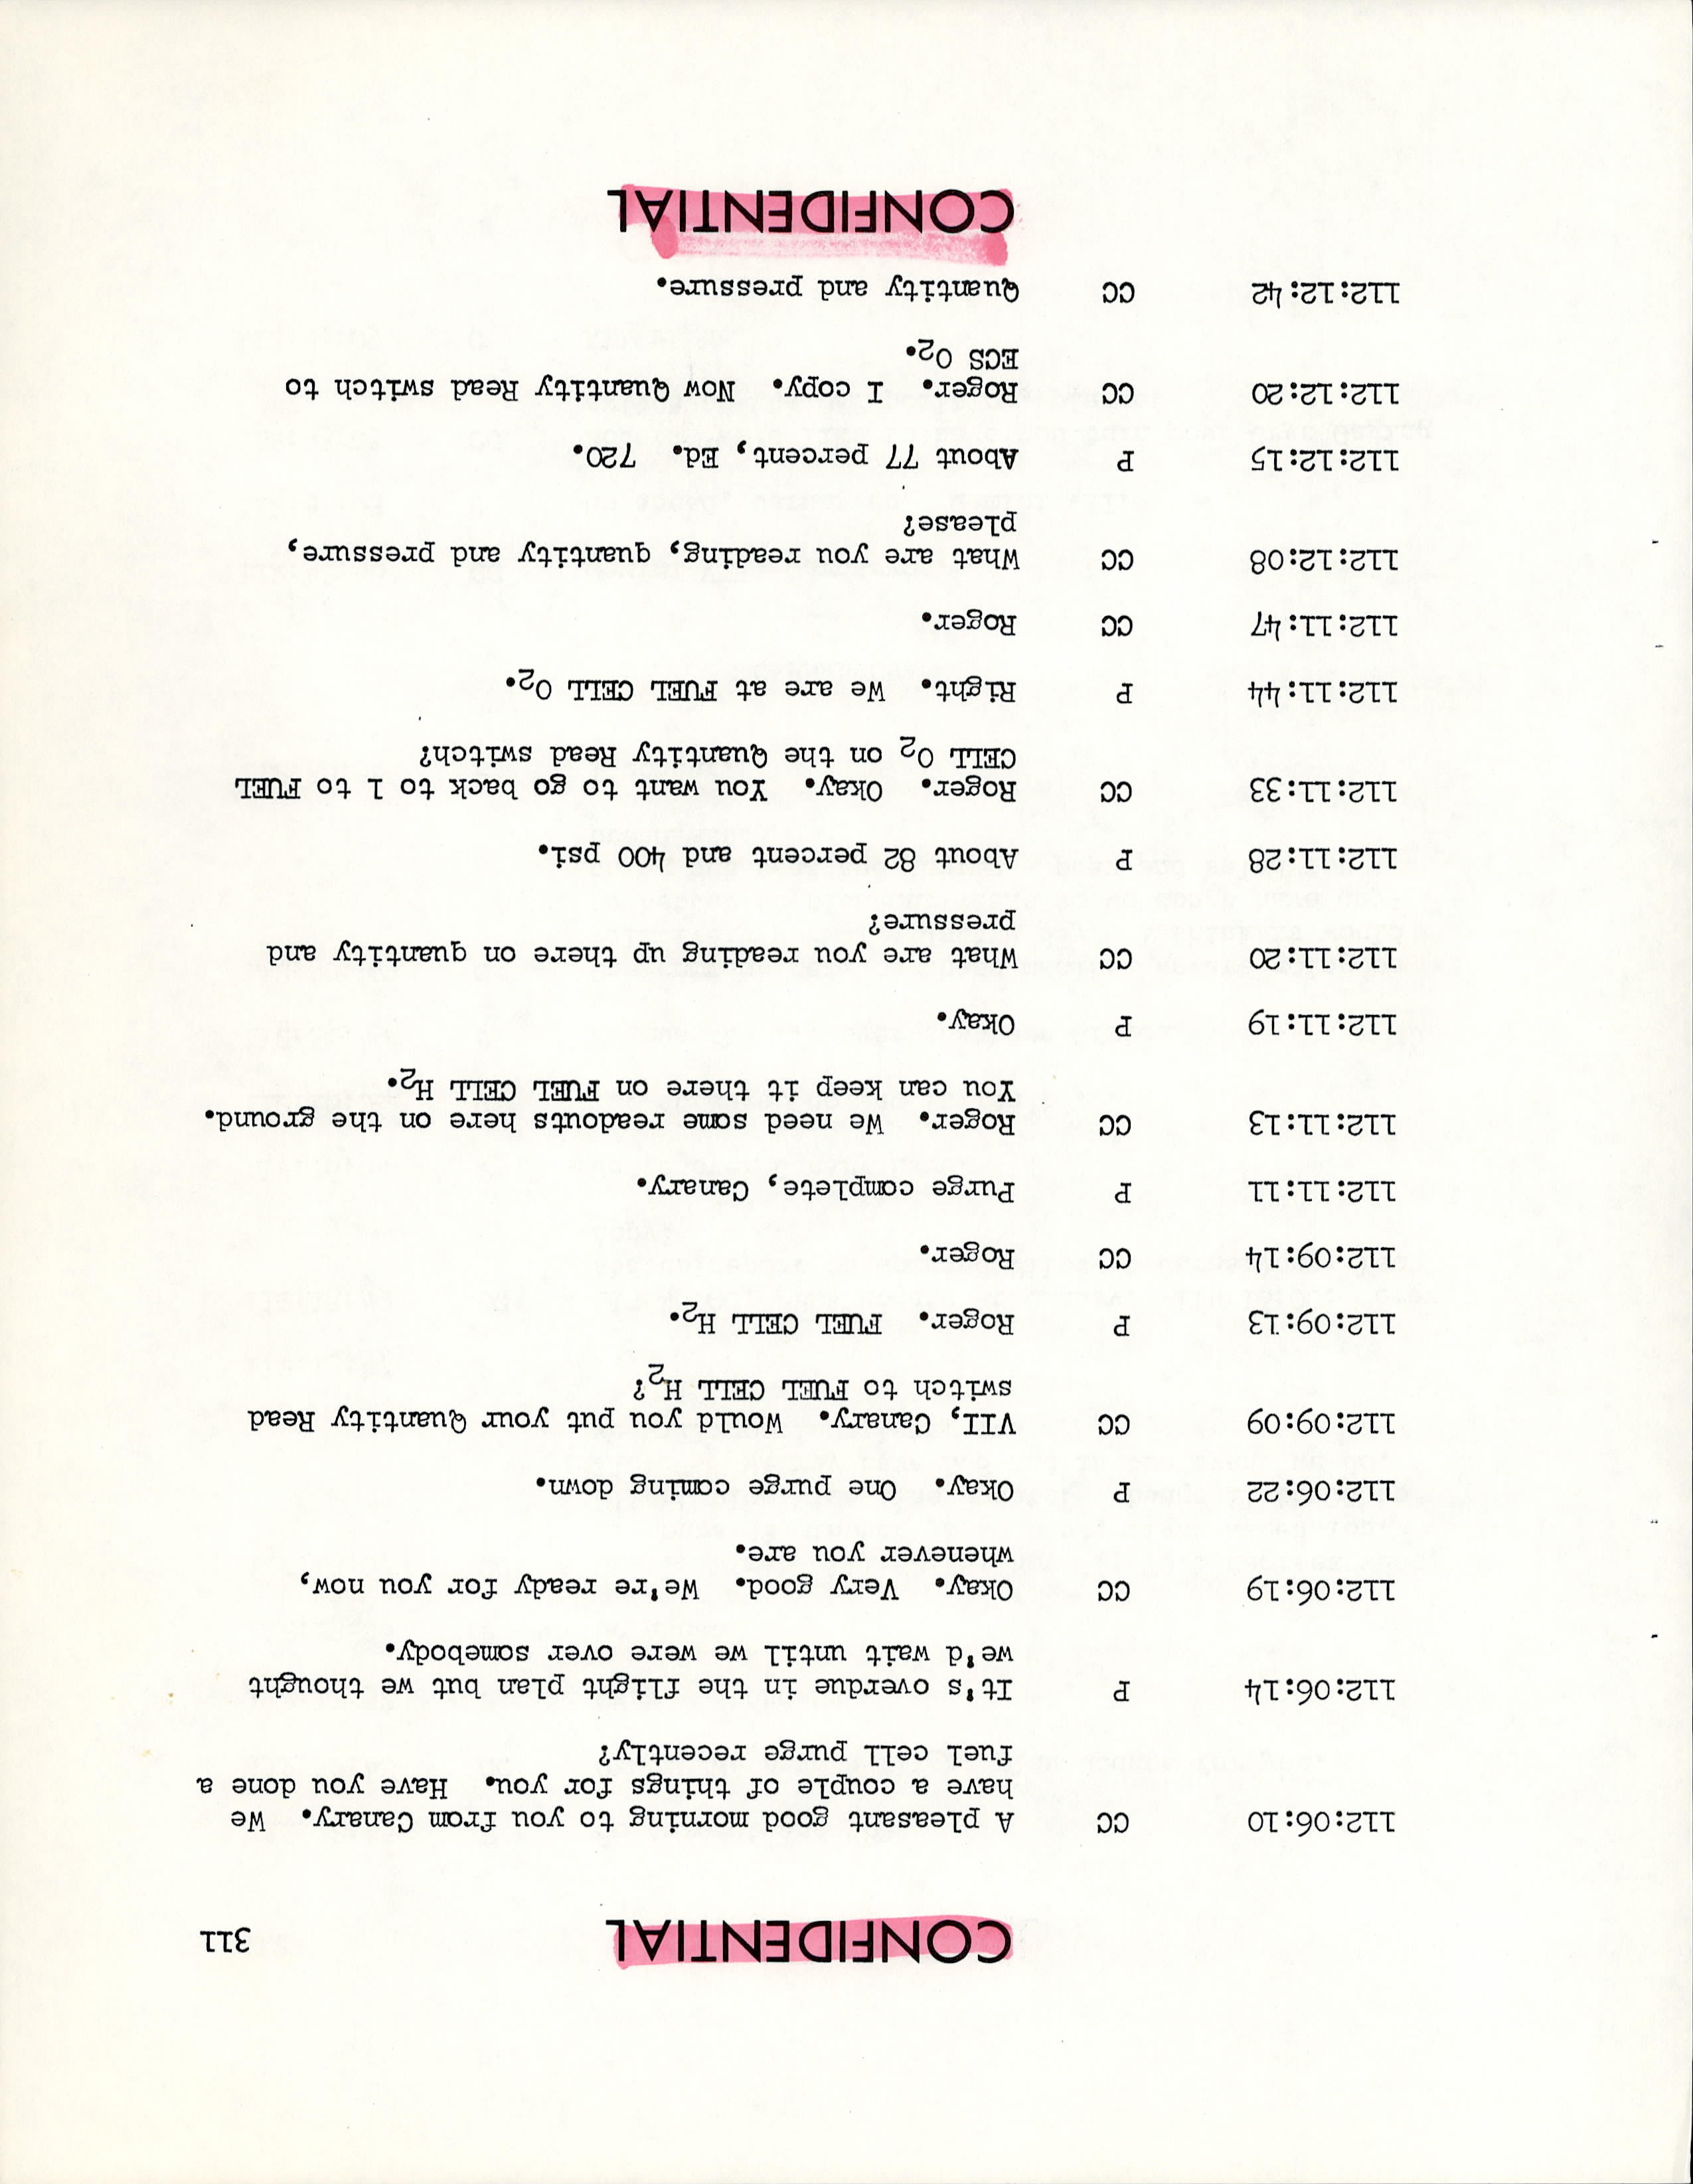 CONFIDENTIAL 311
112:06:10 CC A pleasant good morning to you from Canary. We
have a couple of things for you. Have you done a
fuel cell purge recently?
112:06:14 P It's overdue in the flight plan but we thought
we'd wait until we were over somebody.
112:06:19 CC Okay. Very good. We're ready for you now,
whenever you are.
112:06:22 P Okay. One purge coming down.
112:09:09 CC VII, Canary. Would you put your Quantity Read
switch to FUEL CELL H₂?
112:09:13 P Roger. FUEL CELL H₂.
112:09:14 CC Roger.
112:11:11 P Purge complete, Canary.
112:11:13 CC Roger. We need some readouts here on the ground.
You can keep it there on FUEL CELL H₂.
112:11:19 P Okay.
112:11:20 CC What are you reading up there on quantity and
pressure?
112:11:28 P About 82 percent and 400 psi.
112:11:33 CC Roger. Okay. You want to go back to 1 to FUEL
CELL O₂ on the Quantity Read switch?
112:11:44 P Right. We are at FUEL CELL O₂.
112:11:47 CC Roger.
112:12:08 CC What are you reading, quantity and pressure,
please?
112:12:15 P About 77 percent, Ed. 720.
112:12:20 CC Roger. I copy. Now Quantity Read switch to
ECS O₂.
112:12:42 CC Quantity and pressure.
CONFIDENTIAL